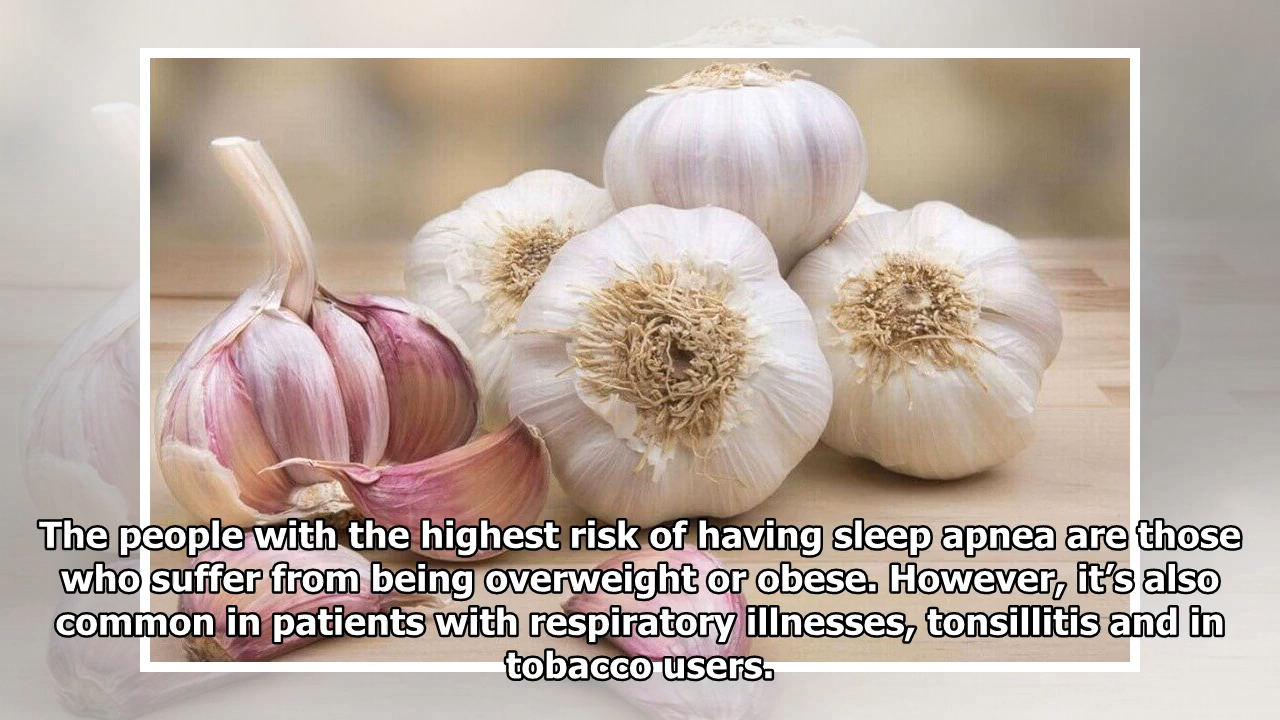 The people with the highest risk of having sleep apnea are those
who suffer from being overweight or obese. However, it’s also
common in patients with respiratory illnesses, tonsillitis and in
tobacco users.